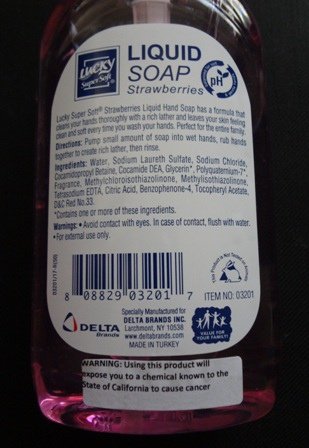 LUCKY
Super Soft®
LIQUID
SOAP
Strawberries
pH
Lucky Super Soft® Strawberries Liquid Hand Soap has a formula that
cleans your hands thoroughly with a rich lather and leaves your skin feeling
clean and soft every time you wash your hands. Perfect for the entire family.
Directions: Pump small amount of soap into wet hands, rub hands
together to create rich lather, then rinse.
Ingredients: Water, Sodium Laureth Sulfate, Sodium Chloride,
Cocamidopropyl Betaine, Cocamide DEA, Glycerin*, Polyquaternium-7*,
Fragrance, Methylchloroisothiazolinone, Methylisothiazolinone,
Tetrasodium EDTA, Citric Acid, Benzophenone-4, Tocopheryl Acetate,
D&C Red No.33.
*Contains one or more of these ingredients.
Warnings: • Avoid contact with eyes. In case of contact, flush with water.
• For external use only.
8 08829 03201 7
This Product Is Not Tested on Animals
ITEM NO: 03201
DELTA
Brands
Specially Manufactured for
DELTA BRANDS INC.
Larchmont, NY 10538
www.deltabrands.com
MADE IN TURKEY
VALUE FOR
YOUR FAMILY!
WARNING: Using this product will
expose you to a chemical known to the
State of California to cause cancer